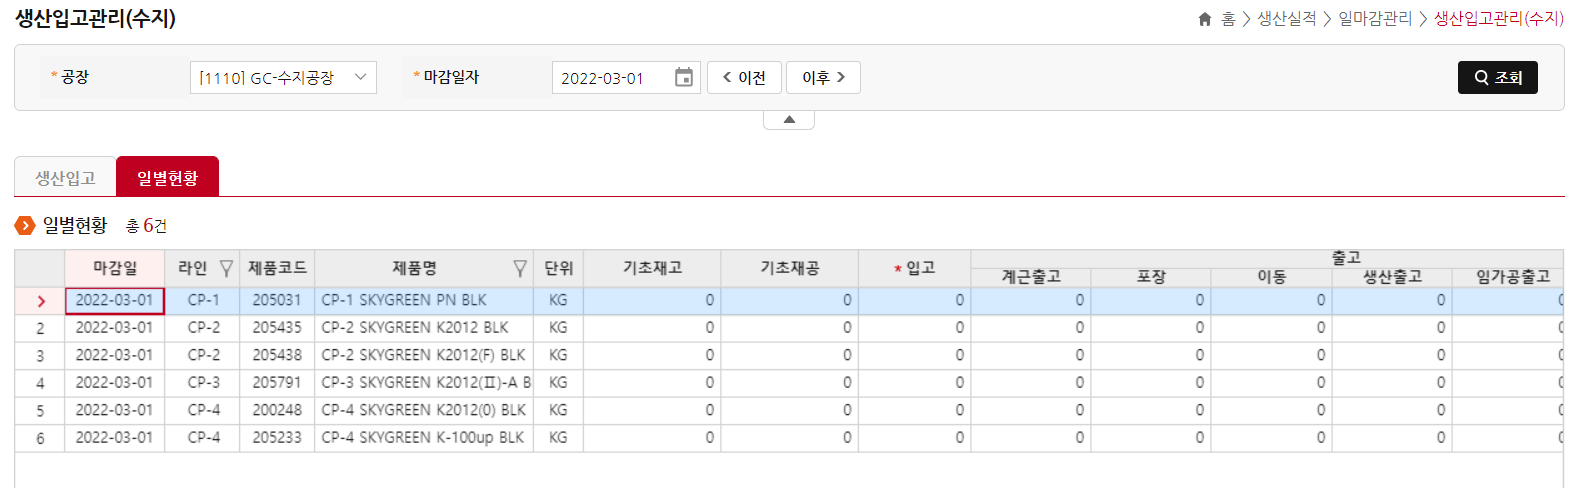 생산입고관리(수지)
홈 > 생산실적 > 일마감관리 > 생산입고관리(수지)
* 공장 [1110] GC-수지공장 * 마감일자 2022-03-01 < 이전 이후 > 조회
생산입고 일별현황
일별현황 총 6건
출고
마감일 라인 제품코드 제품명 단위 기초재고 기초재공 * 입고 계근출고 포장 이동 생산출고 임가공출고
> 2022-03-01 CP-1 205031 CP-1 SKYGREEN PN BLK KG 0 0 0 0 0 0 0 0
2 2022-03-01 CP-2 205435 CP-2 SKYGREEN K2012 BLK KG 0 0 0 0 0 0 0 0
3 2022-03-01 CP-2 205438 CP-2 SKYGREEN K2012(F) BLK KG 0 0 0 0 0 0 0 0
4 2022-03-01 CP-3 205791 CP-3 SKYGREEN K2012(Ⅱ)-A B KG 0 0 0 0 0 0 0 0
5 2022-03-01 CP-4 200248 CP-4 SKYGREEN K2012(0) BLK KG 0 0 0 0 0 0 0 0
6 2022-03-01 CP-4 205233 CP-4 SKYGREEN K-100up BLK KG 0 0 0 0 0 0 0 0